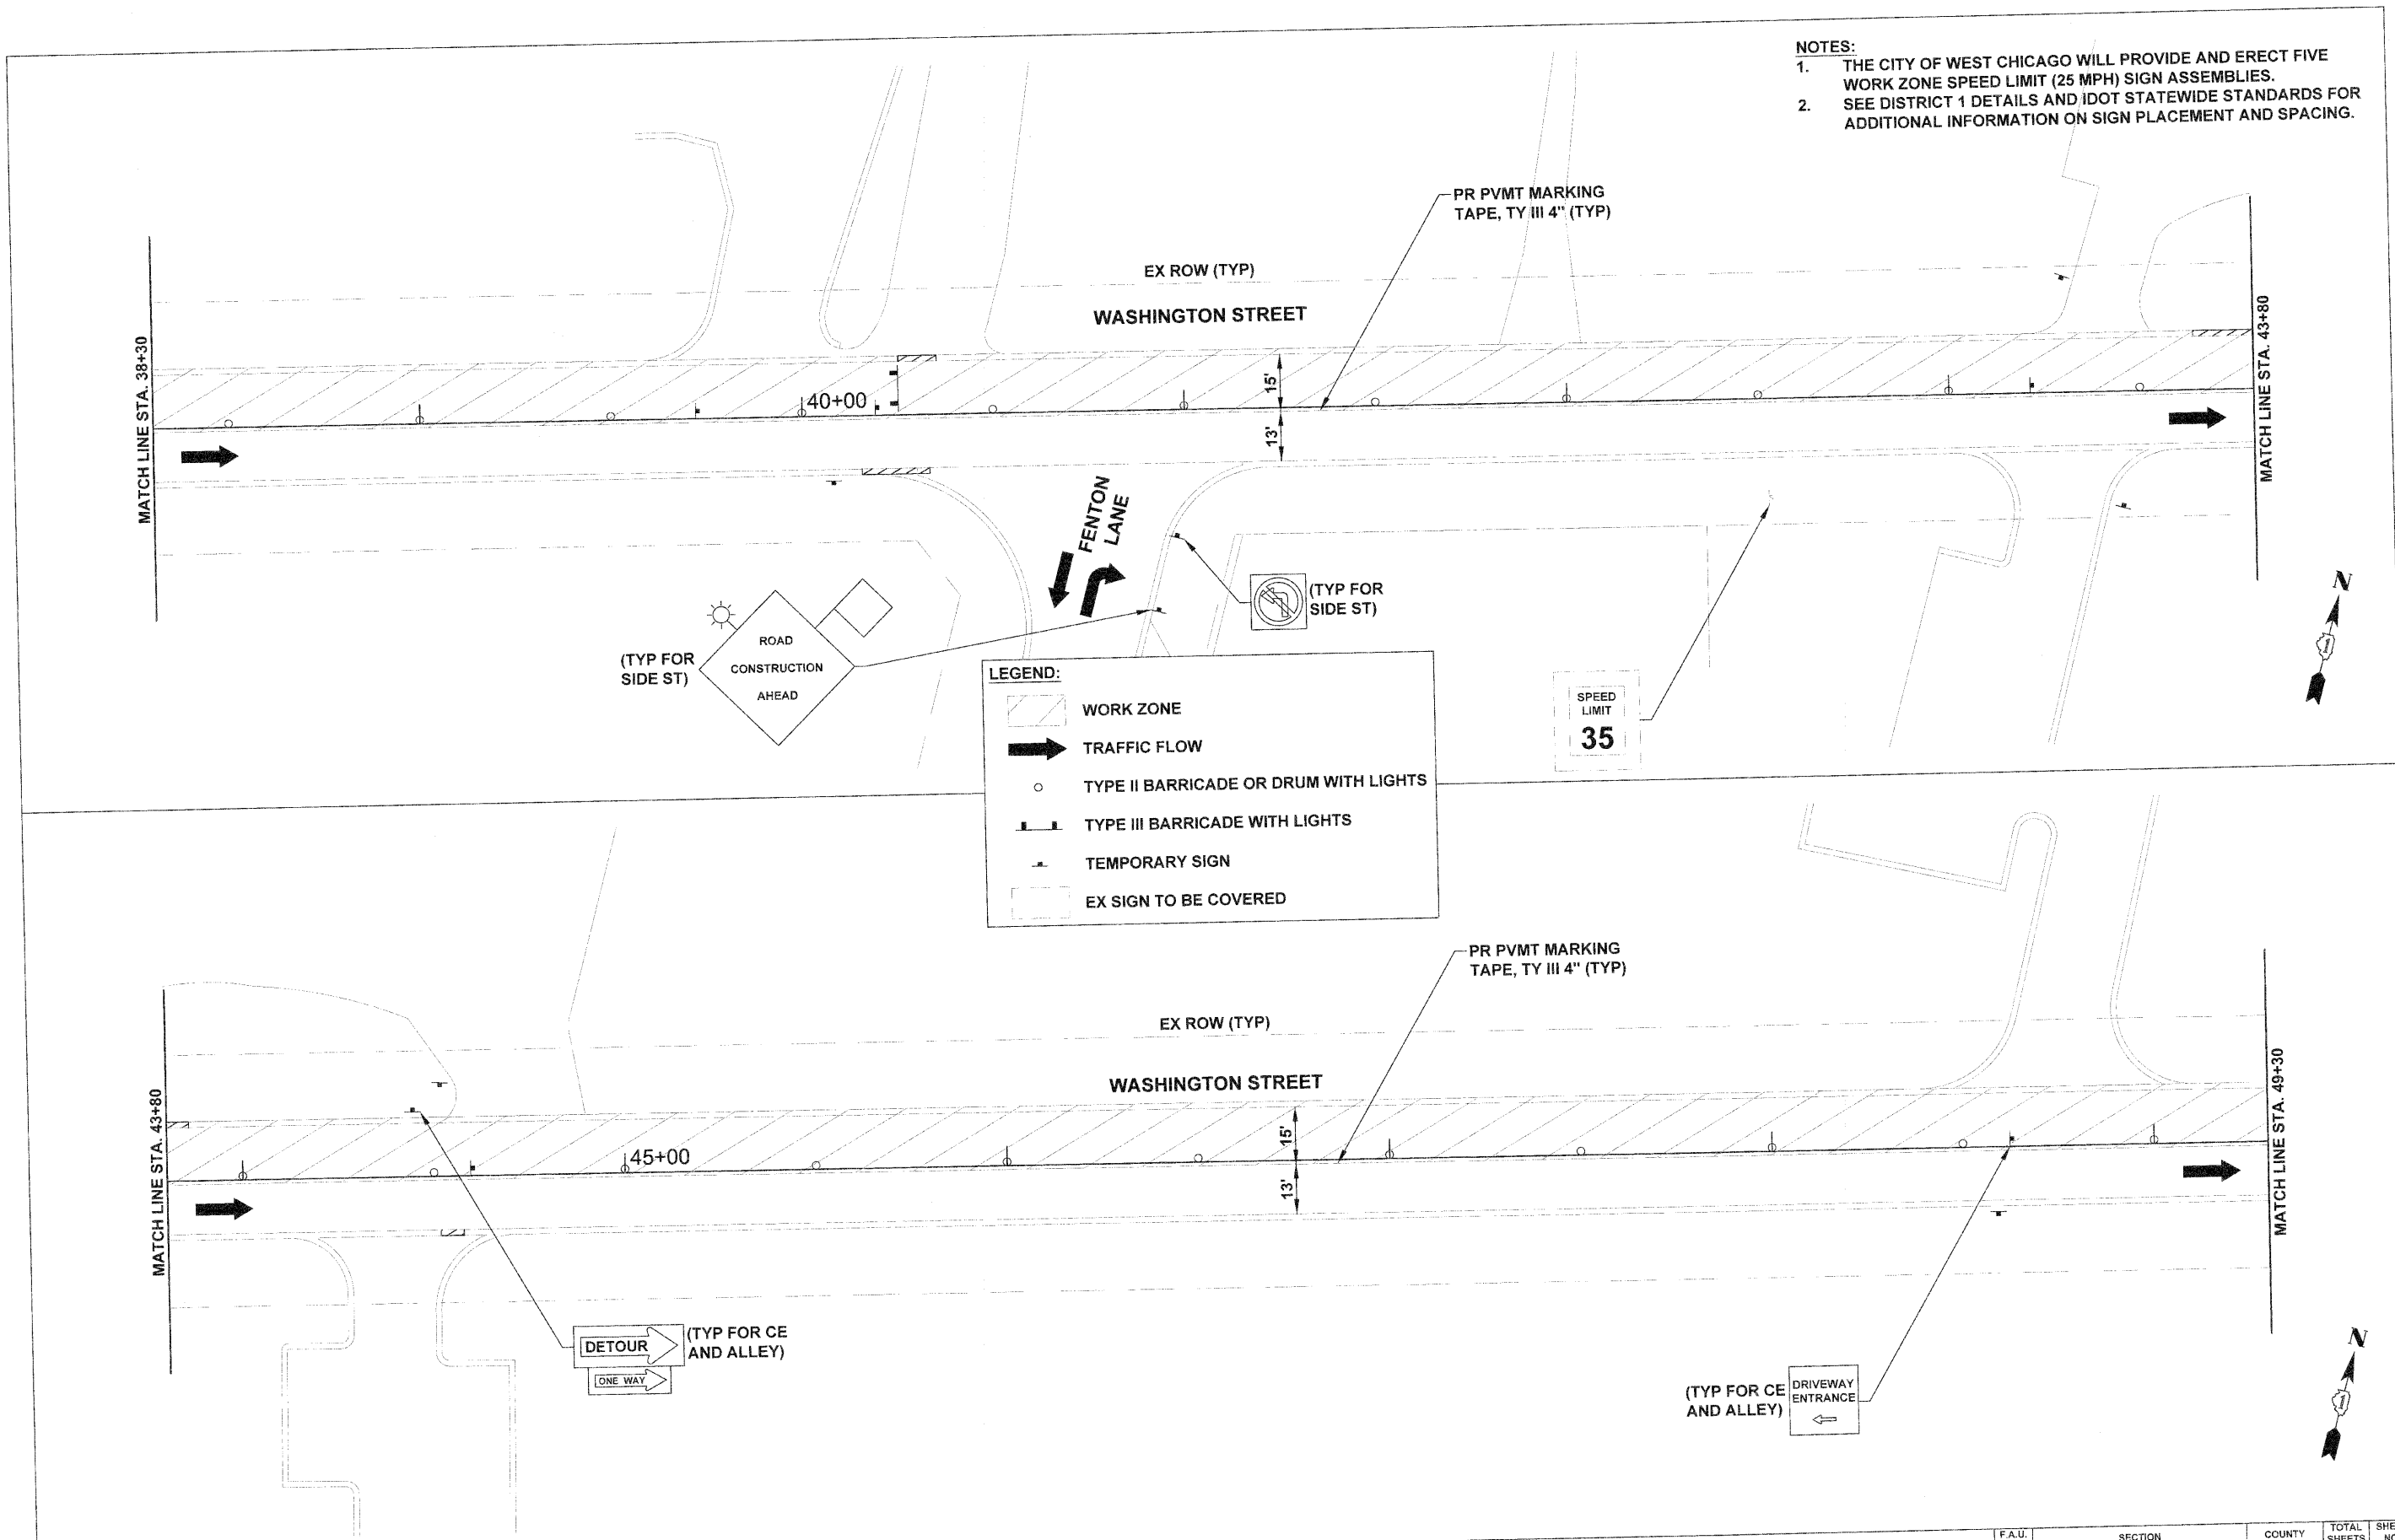 NOTES:
1. THE CITY OF WEST CHICAGO WILL PROVIDE AND ERECT FIVE
WORK ZONE SPEED LIMIT (25 MPH) SIGN ASSEMBLIES.
2. SEE DISTRICT 1 DETAILS AND IDOT STATEWIDE STANDARDS FOR
ADDITIONAL INFORMATION ON SIGN PLACEMENT AND SPACING.
PR PVMT MARKING
TAPE, TY III 4" (TYP)
EX ROW (TYP)
WASHINGTON STREET
MATCH LINE STA. 38+30
MATCH LINE STA. 43+80
40+00
15'
13'
FENTON
LANE
(TYP FOR
SIDE ST)
ROAD
CONSTRUCTION
AHEAD
(TYP FOR
SIDE ST)
SPEED
LIMIT
35
N
1
LEGEND:
WORK ZONE
TRAFFIC FLOW
TYPE II BARRICADE OR DRUM WITH LIGHTS
TYPE III BARRICADE WITH LIGHTS
TEMPORARY SIGN
EX SIGN TO BE COVERED
PR PVMT MARKING
TAPE, TY III 4" (TYP)
EX ROW (TYP)
WASHINGTON STREET
MATCH LINE STA. 43+80
MATCH LINE STA. 49+30
45+00
15'
13'
DETOUR
ONE WAY
(TYP FOR CE
AND ALLEY)
(TYP FOR CE
AND ALLEY)
DRIVEWAY
ENTRANCE
N
1
F.A.U.
SECTION
COUNTY
TOTAL
SHEETS